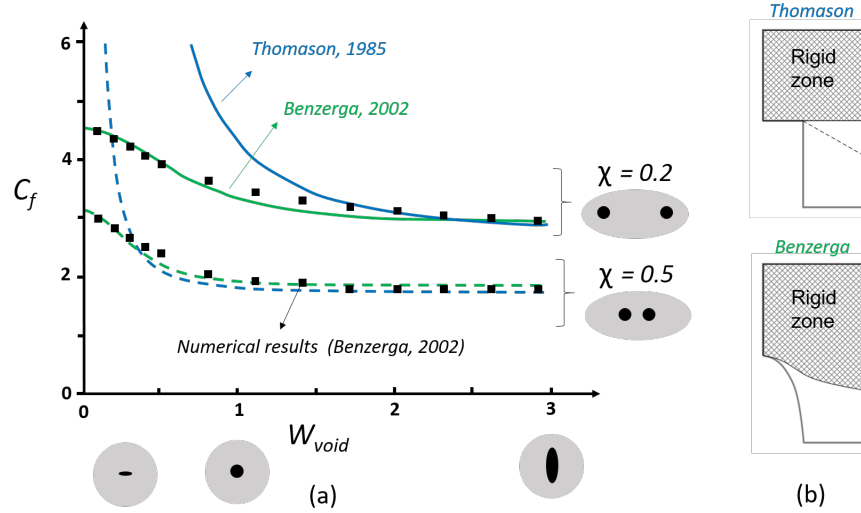 6
Thomason, 1985
Benzerga, 2002
4
C_f
χ = 0.2
2
χ = 0.5
Numerical results (Benzerga, 2002)
0
0
1
2
3
W_void
(a)
Thomason
Rigid
zone
Benzerga
Rigid
zone
(b)